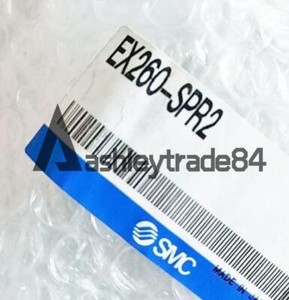 EX260-SPR2
ashleytrade84
SMC
MADE IN